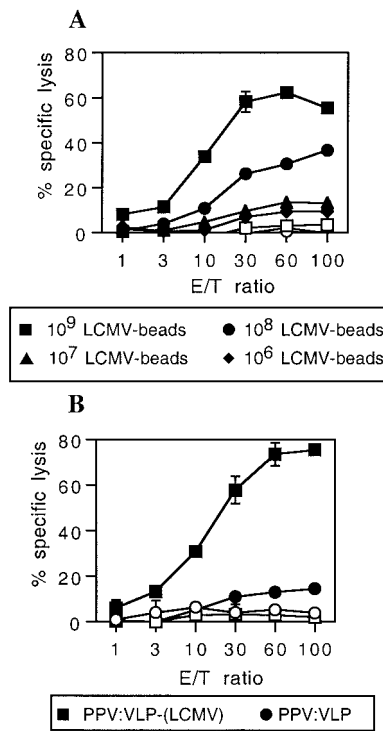 A
% specific lysis
80
60
40
20
0
1 3 10 30 60 100
E/T ratio
■ 10⁹ LCMV-beads ● 10⁸ LCMV-beads
▲ 10⁷ LCMV-beads ◆ 10⁶ LCMV-beads
B
% specific lysis
80
60
40
20
0
1 3 10 30 60 100
E/T ratio
■ PPV:VLP-(LCMV) ● PPV:VLP